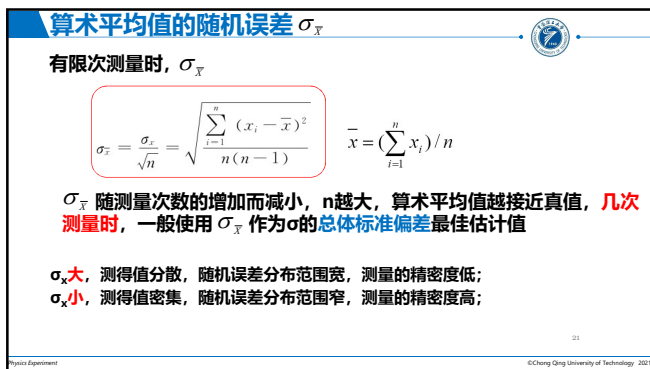 算术平均值的随机误差 σ_x̄
有限次测量时，σ_x̄
σ_x̄ = σ_x / √n = √( ∑_{i=1}^{n} (x_i − x̄)² / n(n−1) )    x̄ = (∑_{i=1}^{n} x_i) / n
σ_x̄ 随测量次数的增加而减小，n越大，算术平均值越接近真值，几次
测量时，一般使用 σ_x̄ 作为σ的总体标准偏差最佳估计值
σx大，测得值分散，随机误差分布范围宽，测量的精密度低；
σx小，测得值密集，随机误差分布范围窄，测量的精密度高；
21
Physics Experiment    ©Chong Qing University of Technology 2021